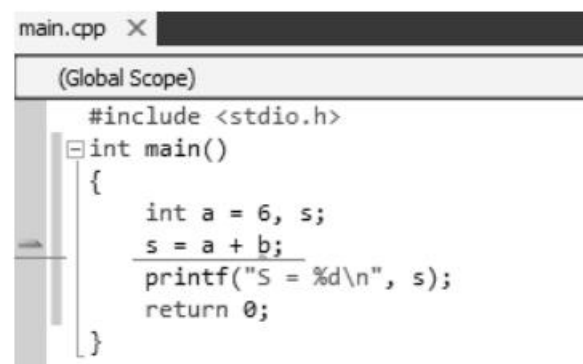 main.cpp
(Global Scope)
#include <stdio.h>
int main()
{
int a = 6, s;
s = a + b;
printf("S = %d\n", s);
return 0;
}